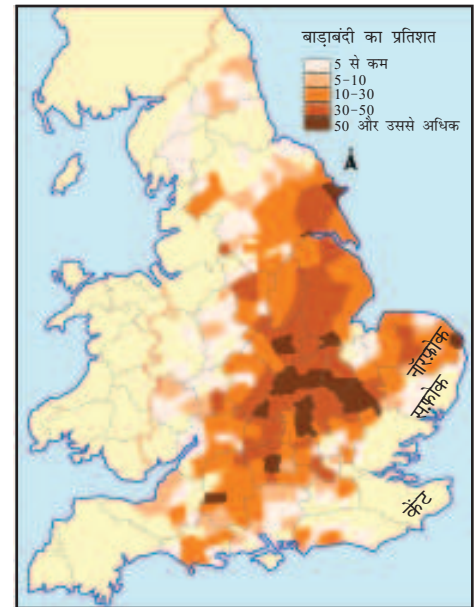 बाड़ाबंदी का प्रतिशत
5 से कम
5-10
10-30
30-50
50 और उससे अधिक
नॉरफ़ोक
सफ़ोक
केंट